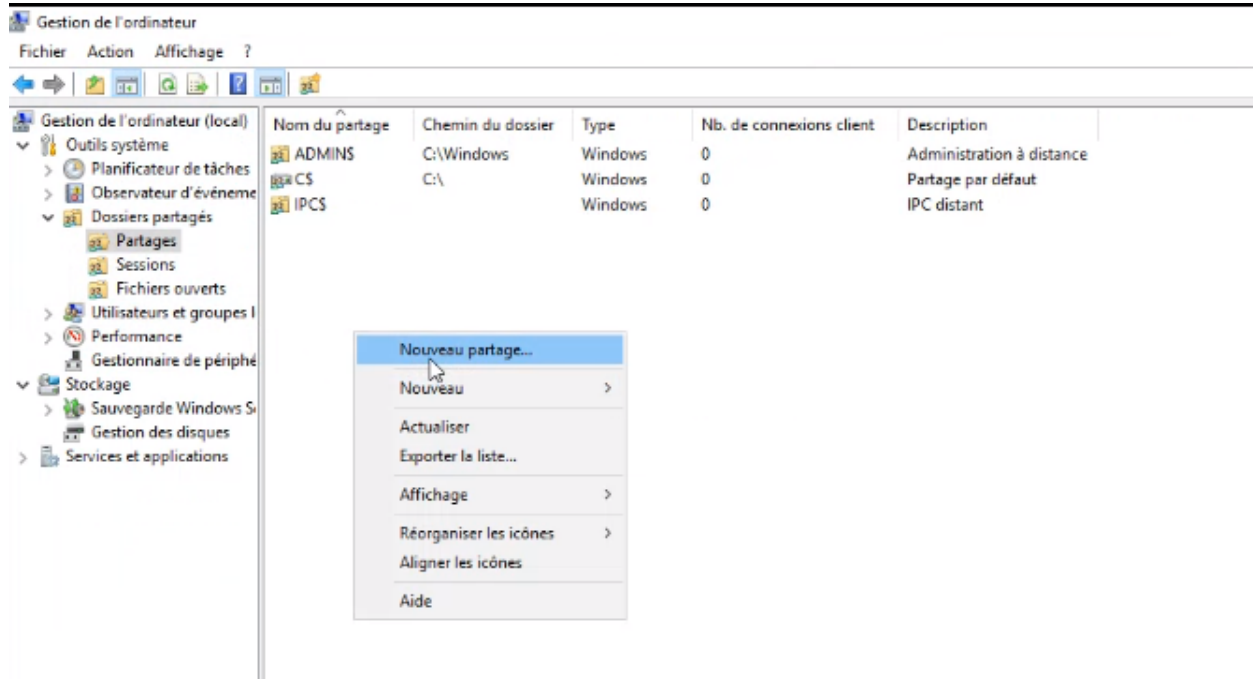 Gestion de l'ordinateur
Fichier Action Affichage ?
Gestion de l'ordinateur (local)
Outils système
Planificateur de tâches
Observateur d'événeme
Dossiers partagés
Partages
Sessions
Fichiers ouverts
Utilisateurs et groupes l
Performance
Gestionnaire de périphé
Stockage
Sauvegarde Windows S
Gestion des disques
Services et applications
Nom du partage Chemin du dossier Type Nb. de connexions client Description
ADMIN$ C:\Windows Windows 0 Administration à distance
C$ C:\ Windows 0 Partage par défaut
IPC$ Windows 0 IPC distant
Nouveau partage...
Nouveau >
Actualiser
Exporter la liste...
Affichage >
Réorganiser les icônes >
Aligner les icônes
Aide